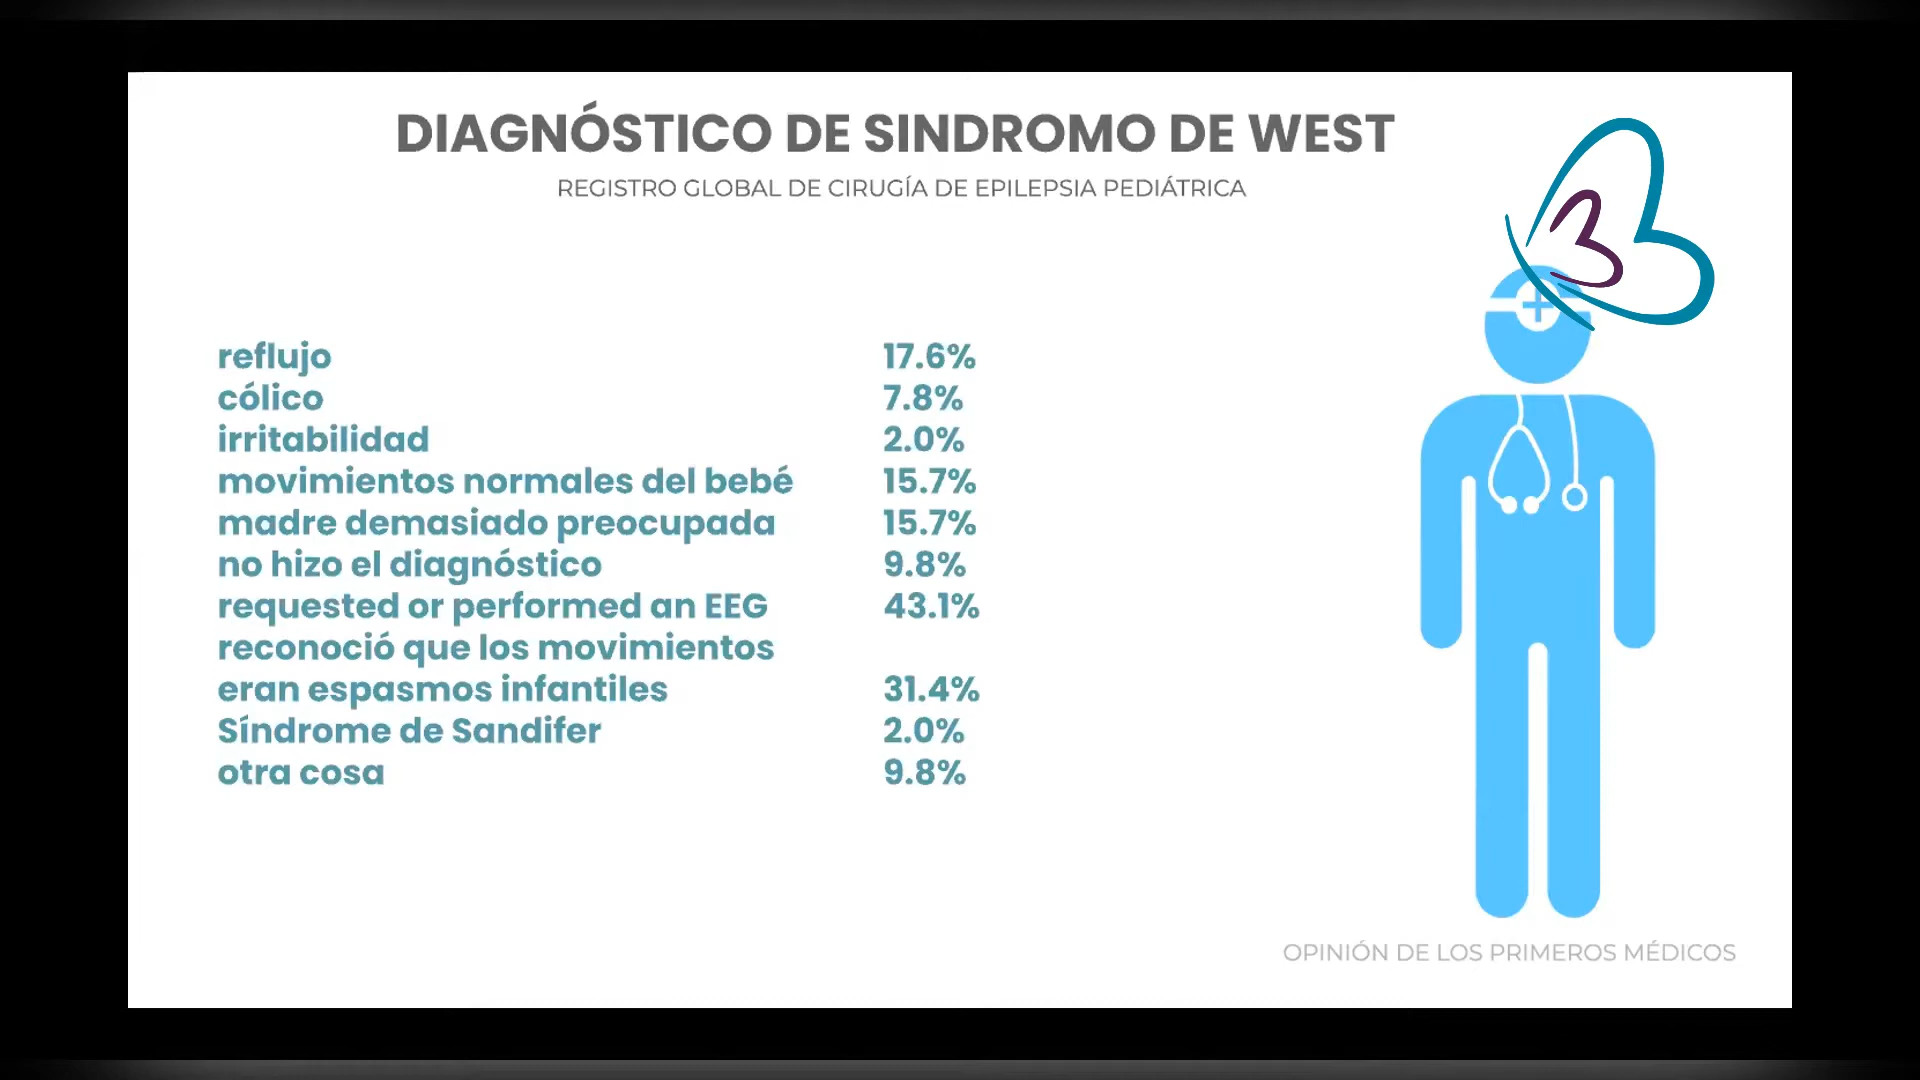 DIAGNÓSTICO DE SINDROMO DE WEST
REGISTRO GLOBAL DE CIRUGÍA DE EPILEPSIA PEDIÁTRICA
reflujo 17.6%
cólico 7.8%
irritabilidad 2.0%
movimientos normales del bebé 15.7%
madre demasiado preocupada 15.7%
no hizo el diagnóstico 9.8%
requested or performed an EEG 43.1%
reconoció que los movimientos
eran espasmos infantiles 31.4%
Síndrome de Sandifer 2.0%
otra cosa 9.8%
OPINIÓN DE LOS PRIMEROS MÉDICOS